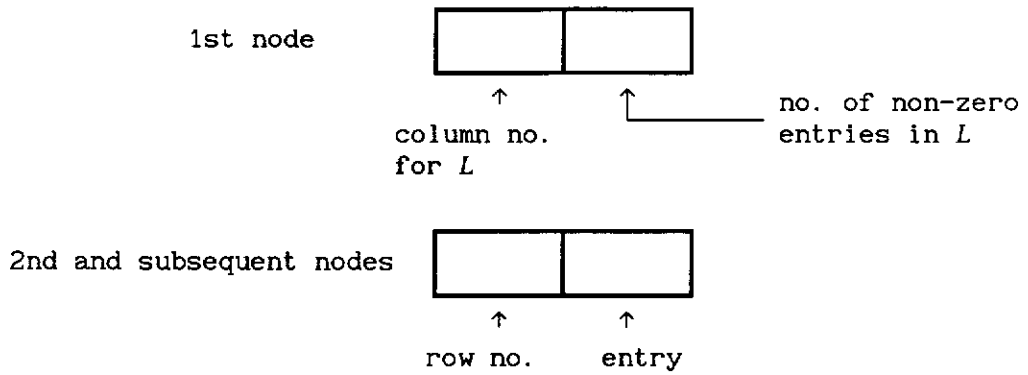 1st node
column no.
for L
no. of non-zero
entries in L
2nd and subsequent nodes
row no.
entry